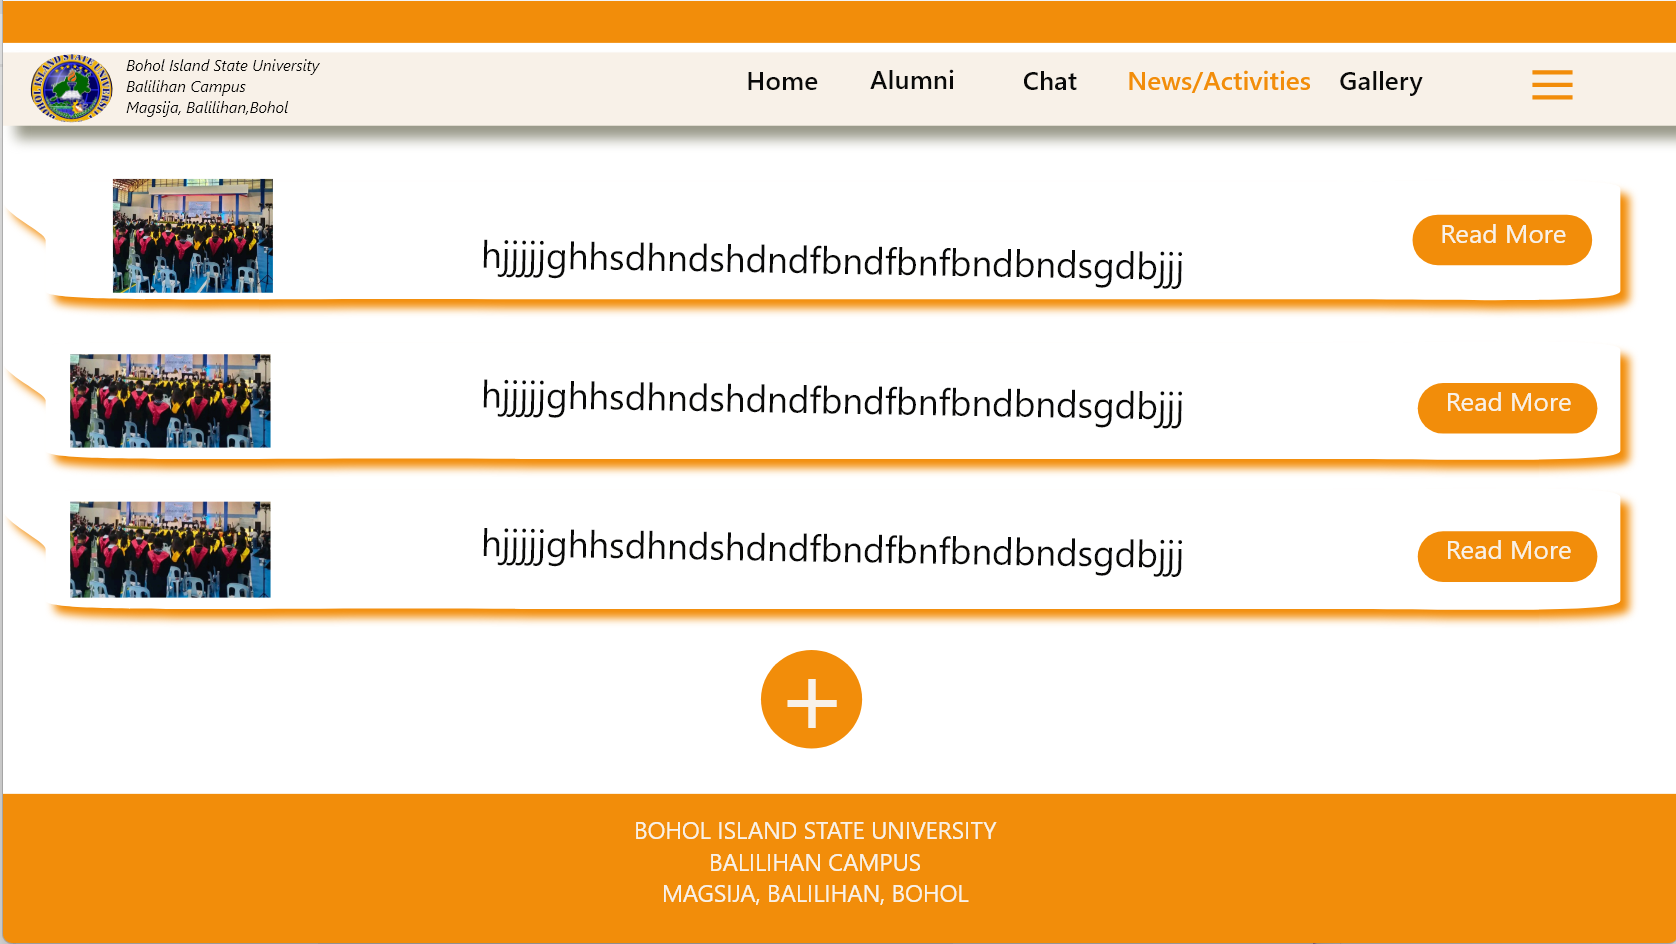 Bohol Island State University
Balilihan Campus
Magsija, Balilihan,Bohol
Home Alumni Chat News/Activities Gallery
hjjjjjghhsdhndshdndfbndfbnfbndbndsgdbjjj
Read More
hjjjjjghhsdhndshdndfbndfbnfbndbndsgdbjjj
Read More
hjjjjjghhsdhndshdndfbndfbnfbndbndsgdbjjj
Read More
BOHOL ISLAND STATE UNIVERSITY
BALILIHAN CAMPUS
MAGSIJA, BALILIHAN, BOHOL